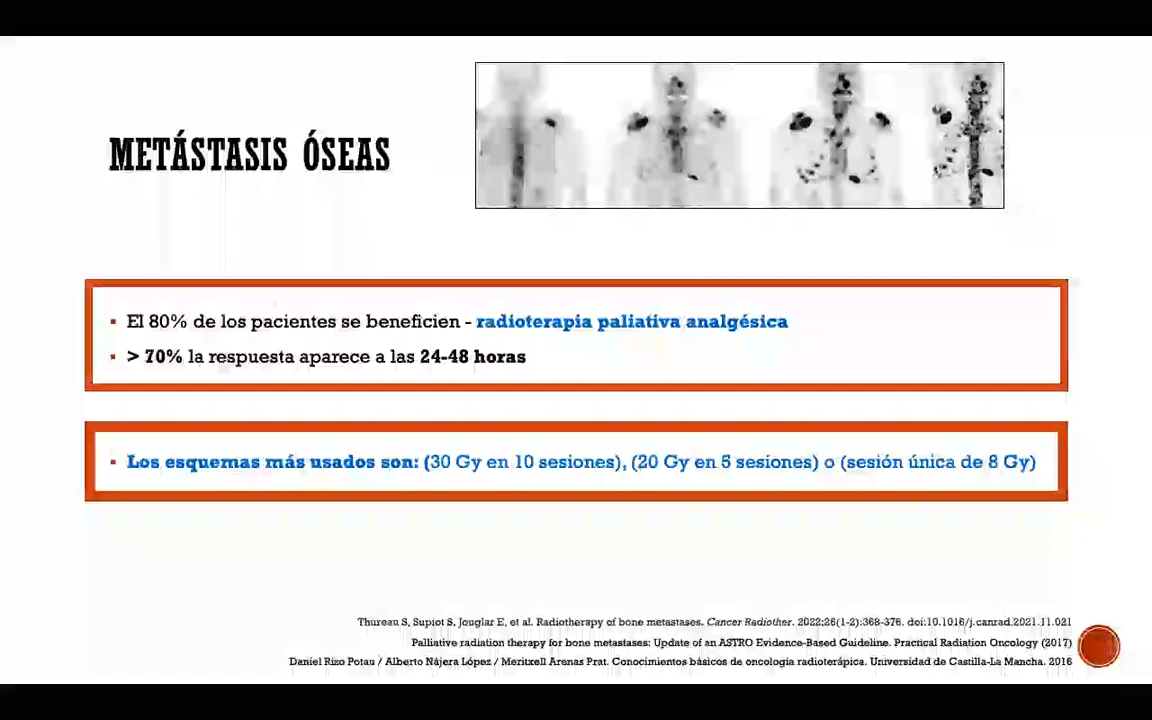 METÁSTASIS ÓSEAS
El 80% de los pacientes se beneficien - radioterapia paliativa analgésica
> 70% la respuesta aparece a las 24-48 horas
Los esquemas más usados son: (30 Gy en 10 sesiones), (20 Gy en 5 sesiones) o (sesión única de 8 Gy)
Thureau S, Supiot S, Jouglar E, et al. Radiotherapy of bone metastases. Cancer Radiother. 2022;26(1-2):368-376. doi:10.1016/j.canrad.2021.11.021
Palliative radiation therapy for bone metastases: Update of an ASTRO Evidence-Based Guideline. Practical Radiation Oncology (2017)
Daniel Rizo Potau / Alberto Nájera López / Meritxell Arenas Prat. Conocimientos básicos de oncología radioterápica. Universidad de Castilla-La Mancha. 2016